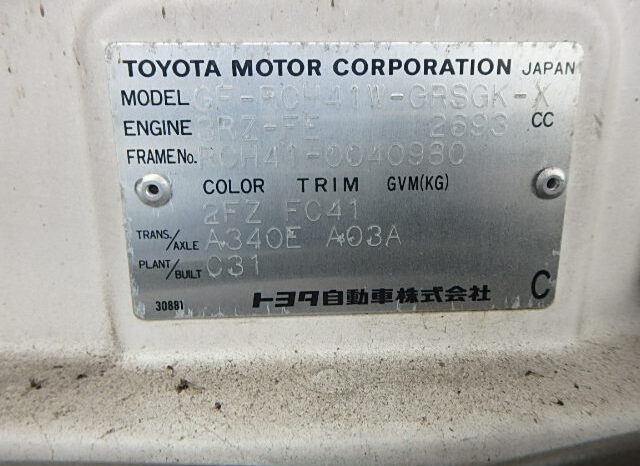 TOYOTA MOTOR CORPORATION JAPAN
MODEL GF-RCH41W-GRSGK-X
ENGINE 3RZ-FE 2693 CC
FRAME No. RCH41-0040980
COLOR TRIM GVM(KG)
2FZ FC41
TRANS./AXLE A340E A03A
PLANT/BUILT C31
30881 トヨタ自動車株式会社 C